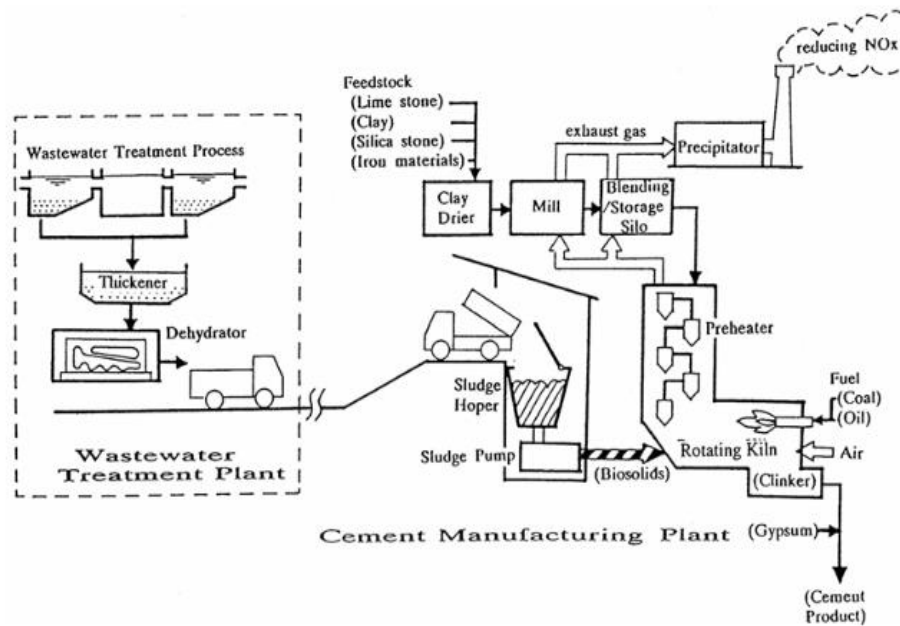 reducing NOx
Feedstock
(Lime stone)
(Clay)
(Silica stone)
(Iron materials)
exhaust gas
Precipitator
Wastewater Treatment Process
Clay
Drier
Mill
Blending
/Storage
Silo
Thickener
Preheater
Dehydrator
Fuel
(Coal)
(Oil)
Sludge
Hoper
Rotating Kiln
Air
Sludge Pump
(Biosolids)
(Clinker)
Wastewater
Treatment Plant
Cement Manufacturing Plant
(Gypsum)
(Cement
Product)